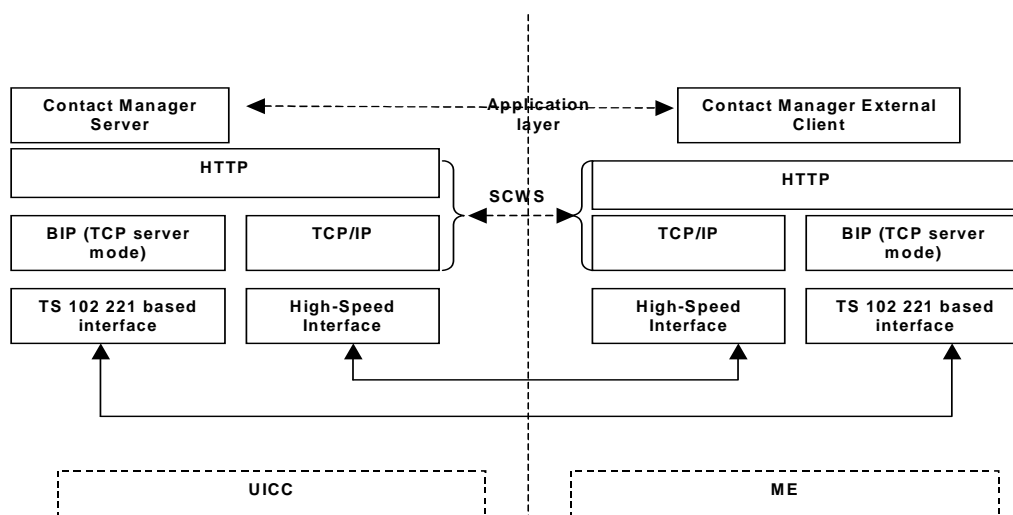 Contact Manager
Server
Application
layer
Contact Manager External
Client
HTTP
SCWS
HTTP
BIP (TCP server
mode)
TCP/IP
TCP/IP
BIP (TCP server
mode)
TS 102 221 based
interface
High-Speed
Interface
High-Speed
Interface
TS 102 221 based
interface
UICC
ME